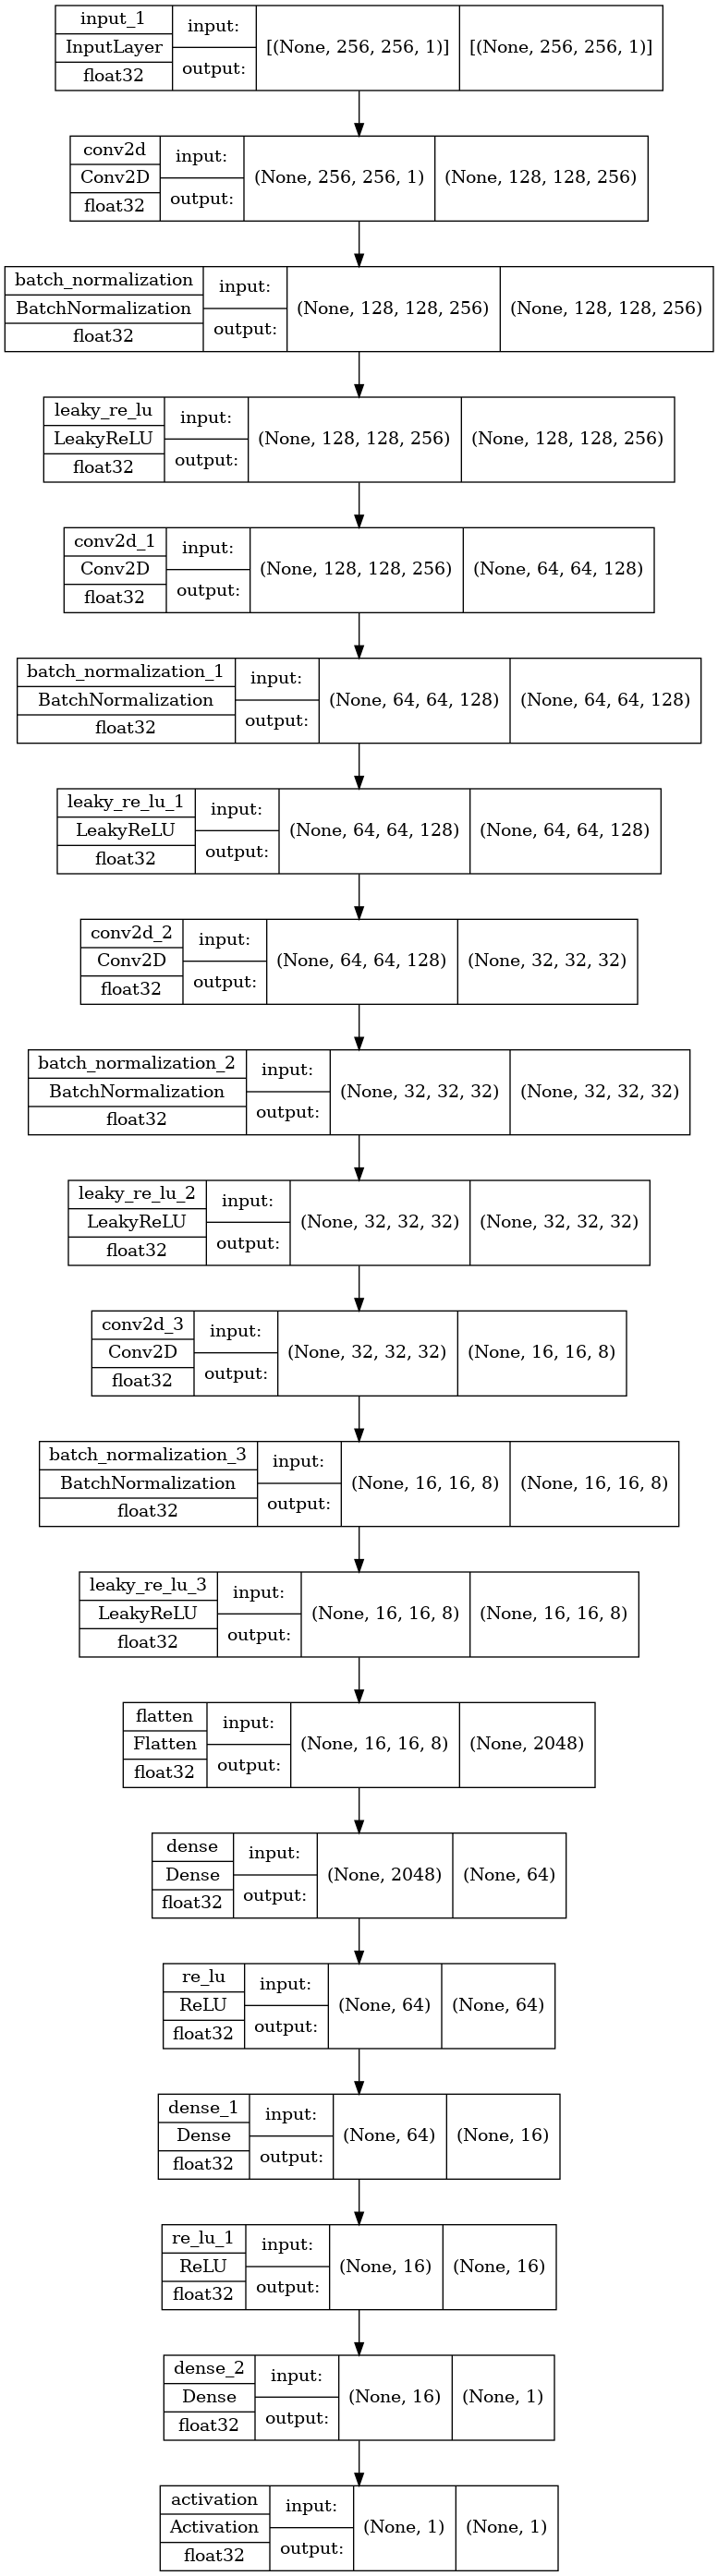 input_1
InputLayer
float32
input:
output:
[(None, 256, 256, 1)]
[(None, 256, 256, 1)]
conv2d
Conv2D
float32
input:
output:
(None, 256, 256, 1)
(None, 128, 128, 256)
batch_normalization
BatchNormalization
float32
input:
output:
(None, 128, 128, 256)
(None, 128, 128, 256)
leaky_re_lu
LeakyReLU
float32
input:
output:
(None, 128, 128, 256)
(None, 128, 128, 256)
conv2d_1
Conv2D
float32
input:
output:
(None, 128, 128, 256)
(None, 64, 64, 128)
batch_normalization_1
BatchNormalization
float32
input:
output:
(None, 64, 64, 128)
(None, 64, 64, 128)
leaky_re_lu_1
LeakyReLU
float32
input:
output:
(None, 64, 64, 128)
(None, 64, 64, 128)
conv2d_2
Conv2D
float32
input:
output:
(None, 64, 64, 128)
(None, 32, 32, 32)
batch_normalization_2
BatchNormalization
float32
input:
output:
(None, 32, 32, 32)
(None, 32, 32, 32)
leaky_re_lu_2
LeakyReLU
float32
input:
output:
(None, 32, 32, 32)
(None, 32, 32, 32)
conv2d_3
Conv2D
float32
input:
output:
(None, 32, 32, 32)
(None, 16, 16, 8)
batch_normalization_3
BatchNormalization
float32
input:
output:
(None, 16, 16, 8)
(None, 16, 16, 8)
leaky_re_lu_3
LeakyReLU
float32
input:
output:
(None, 16, 16, 8)
(None, 16, 16, 8)
flatten
Flatten
float32
input:
output:
(None, 16, 16, 8)
(None, 2048)
dense
Dense
float32
input:
output:
(None, 2048)
(None, 64)
re_lu
ReLU
float32
input:
output:
(None, 64)
(None, 64)
dense_1
Dense
float32
input:
output:
(None, 64)
(None, 16)
re_lu_1
ReLU
float32
input:
output:
(None, 16)
(None, 16)
dense_2
Dense
float32
input:
output:
(None, 16)
(None, 1)
activation
Activation
float32
input:
output:
(None, 1)
(None, 1)